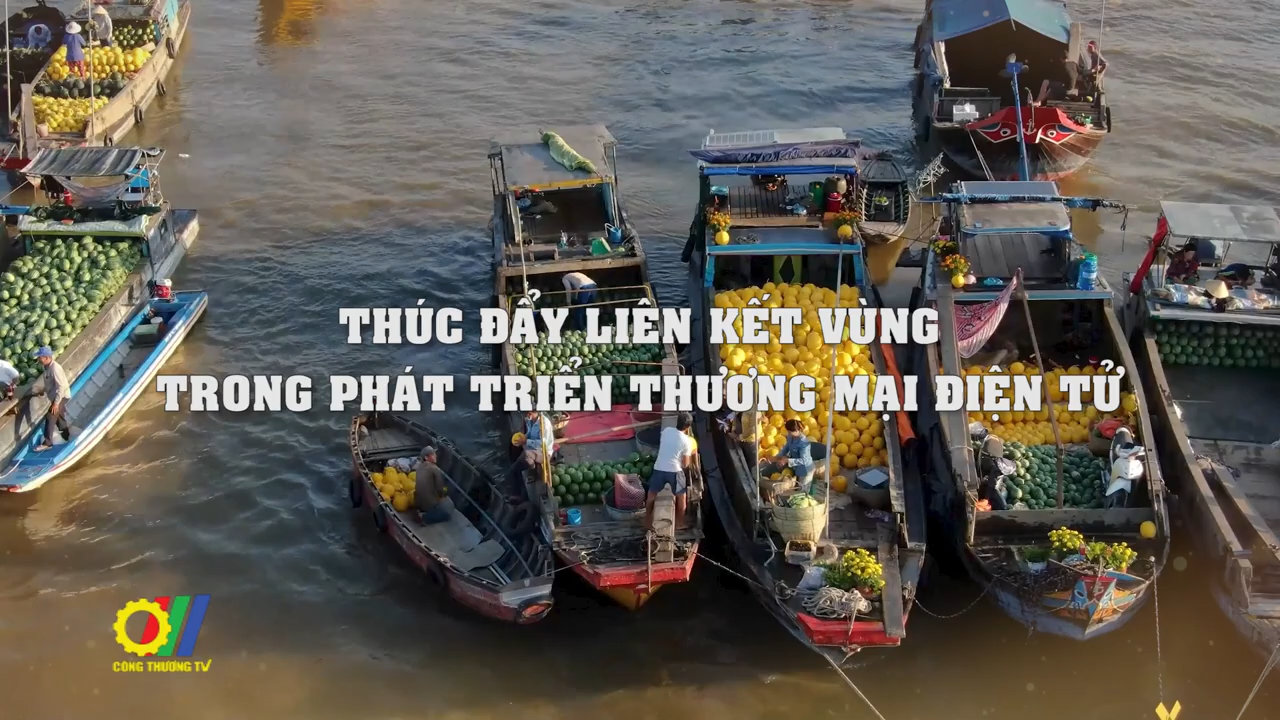 THÚC ĐẨY LIÊN KẾT VÙNG
TRONG PHÁT TRIỂN THƯƠNG MẠI ĐIỆN TỬ
CÔNG THƯƠNG TV